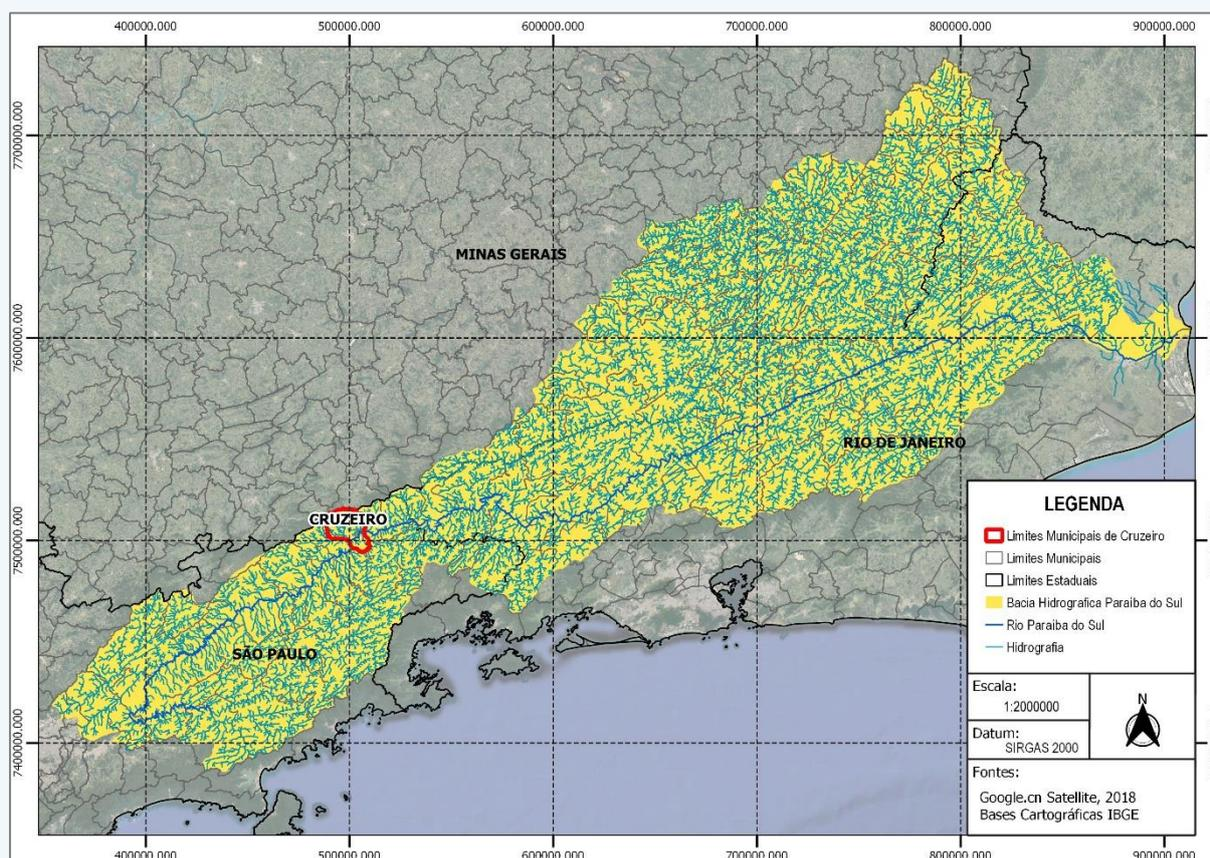 400000.000 500000.000 600000.000 700000.000 800000.000 900000.000
7700000.000
7600000.000
7500000.000
7400000.000
MINAS GERAIS
RIO DE JANEIRO
CRUZEIRO
SÃO PAULO
LEGENDA
Limites Municipais de Cruzeiro
Limites Municipais
Limites Estaduais
Bacia Hidrografica Paraíba do Sul
Rio Paraiba do Sul
Hidrografia
Escala:
1:2000000
N
Datum:
SIRGAS 2000
Fontes:
Google.cn Satellite, 2018
Bases Cartográficas IBGE
400000.000 500000.000 600000.000 700000.000 800000.000 900000.000